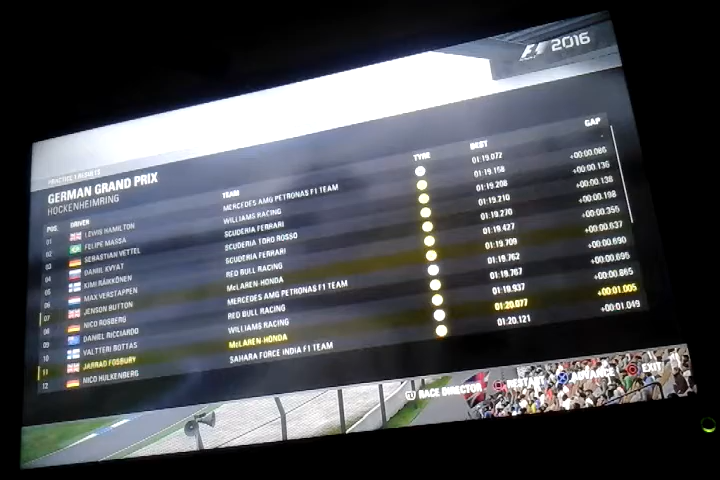 F1 2016
PRACTICE 1 RESULTS
GERMAN GRAND PRIX
HOCKENHEIMRING
POS. DRIVER TEAM TYRE BEST GAP
01 LEWIS HAMILTON MERCEDES AMG PETRONAS F1 TEAM 01:19.072 -
02 FELIPE MASSA WILLIAMS RACING 01:19.158 +00:00.086
03 SEBASTIAN VETTEL SCUDERIA FERRARI 01:19.208 +00:00.136
04 DANIIL KVYAT SCUDERIA TORO ROSSO 01:19.210 +00:00.138
05 KIMI RÄIKKÖNEN SCUDERIA FERRARI 01:19.270 +00:00.198
06 MAX VERSTAPPEN RED BULL RACING 01:19.427 +00:00.355
07 JENSON BUTTON McLAREN-HONDA 01:19.709 +00:00.637
08 NICO ROSBERG MERCEDES AMG PETRONAS F1 TEAM 01:19.762 +00:00.690
09 DANIEL RICCIARDO RED BULL RACING 01:19.767 +00:00.695
10 VALTTERI BOTTAS WILLIAMS RACING 01:19.937 +00:00.865
11 JARRAD FOSBURY McLAREN-HONDA 01:20.077 +00:01.005
12 NICO HULKENBERG SAHARA FORCE INDIA F1 TEAM 01:20.121 +00:01.049
RACE DIRECTOR RESTART ADVANCE EXIT